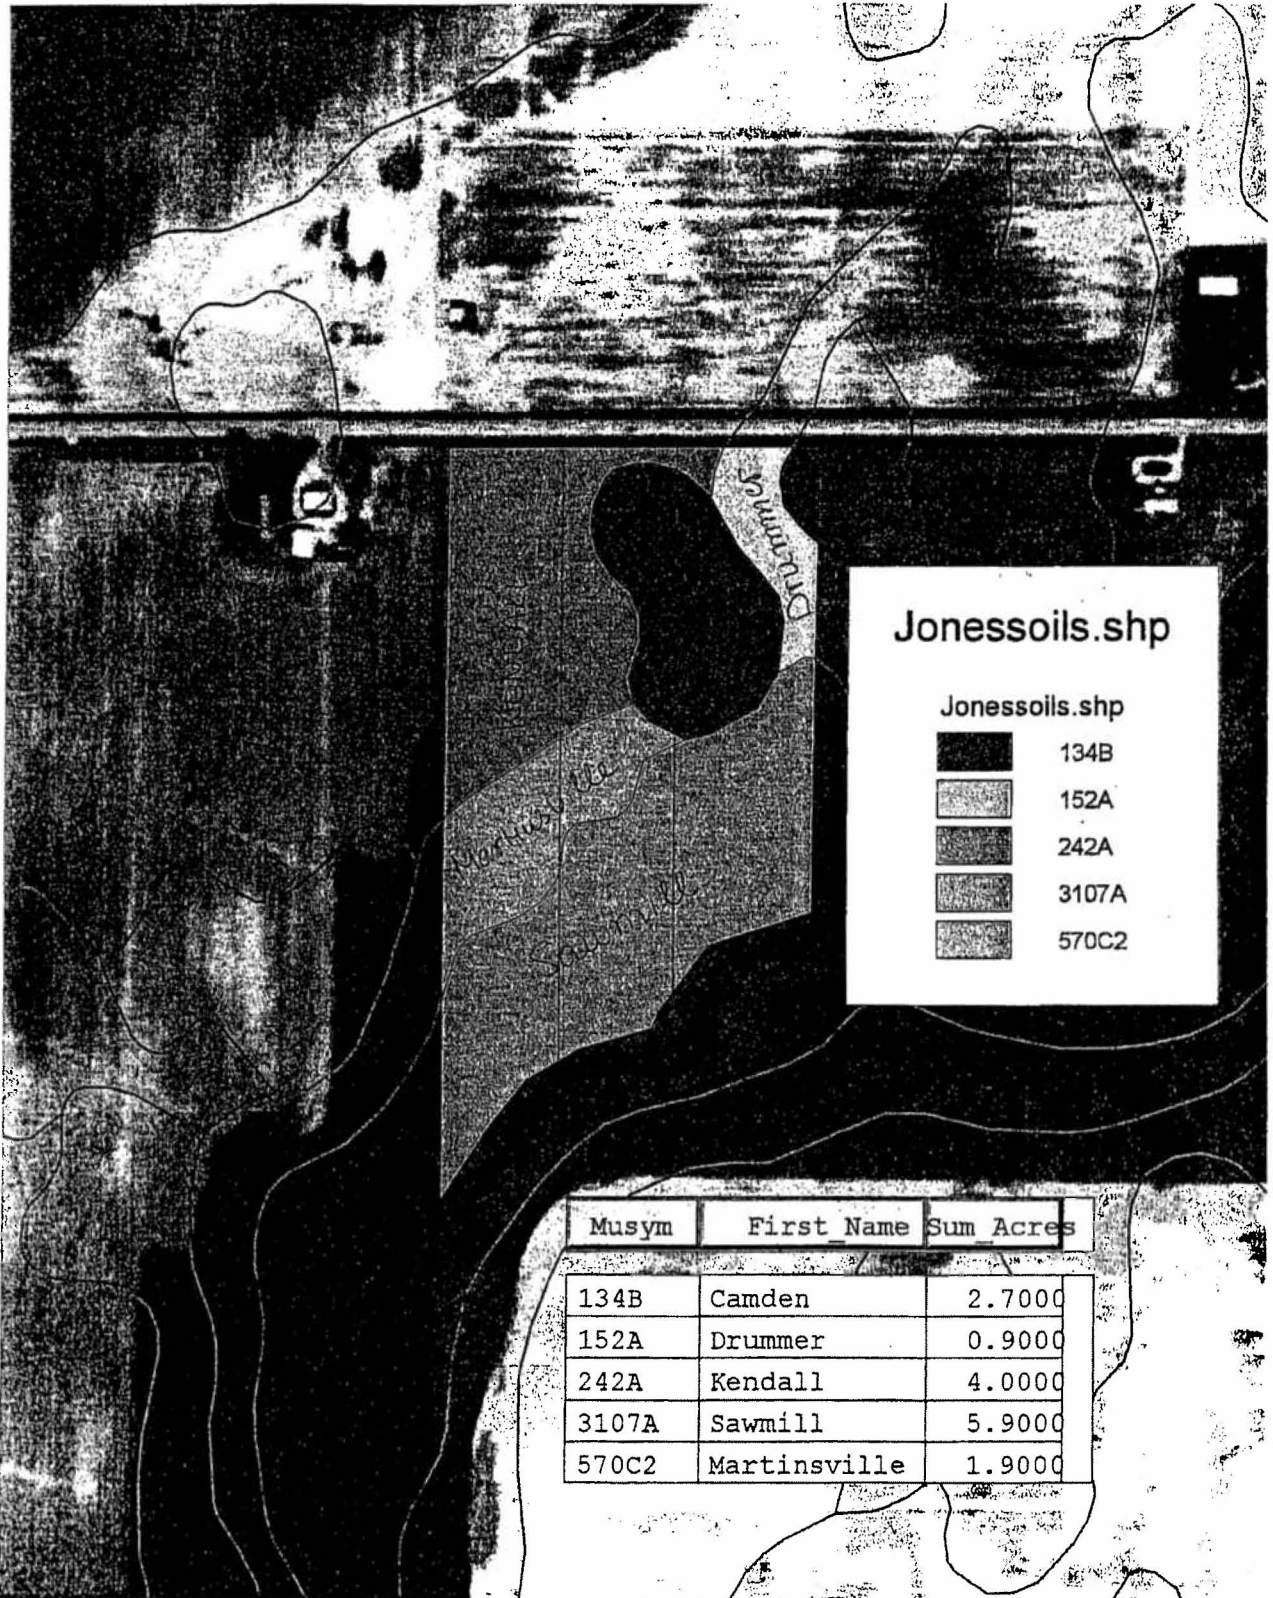 Drummer
Jonessoils.shp
Jonessoils.shp
134B
152A
242A
3107A
570C2
Martinsville
Sawmill
Musym First_Name Sum_Acres
134B Camden 2.7000
152A Drummer 0.9000
242A Kendall 4.0000
3107A Sawmill 5.9000
570C2 Martinsville 1.9000